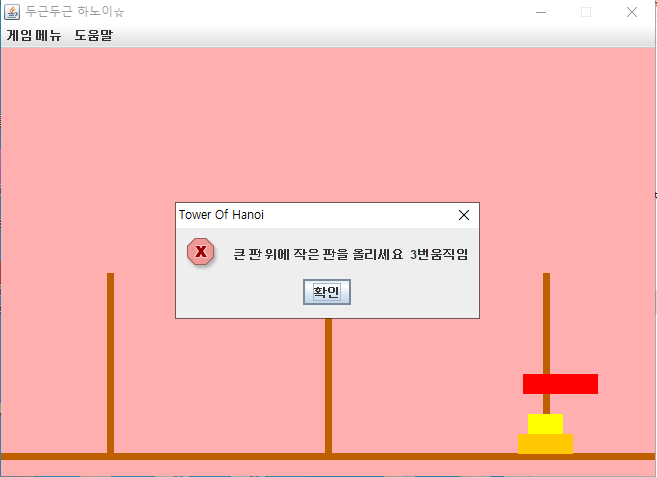 두근두근 하노이☆
게임 메뉴 도움말
Tower Of Hanoi
큰 판 위에 작은 판을 올리세요 3번움직임
확인